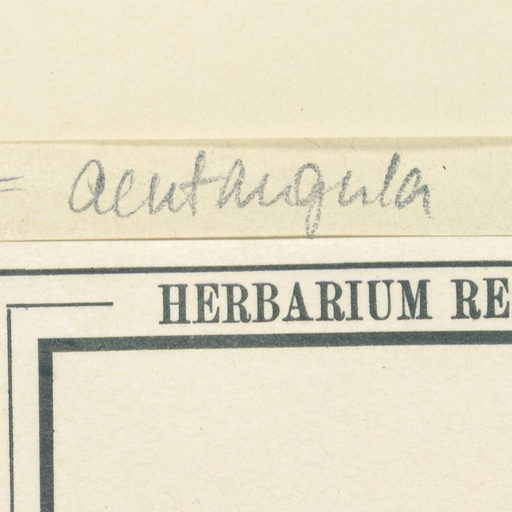 = acutangula
HERBARIUM RE